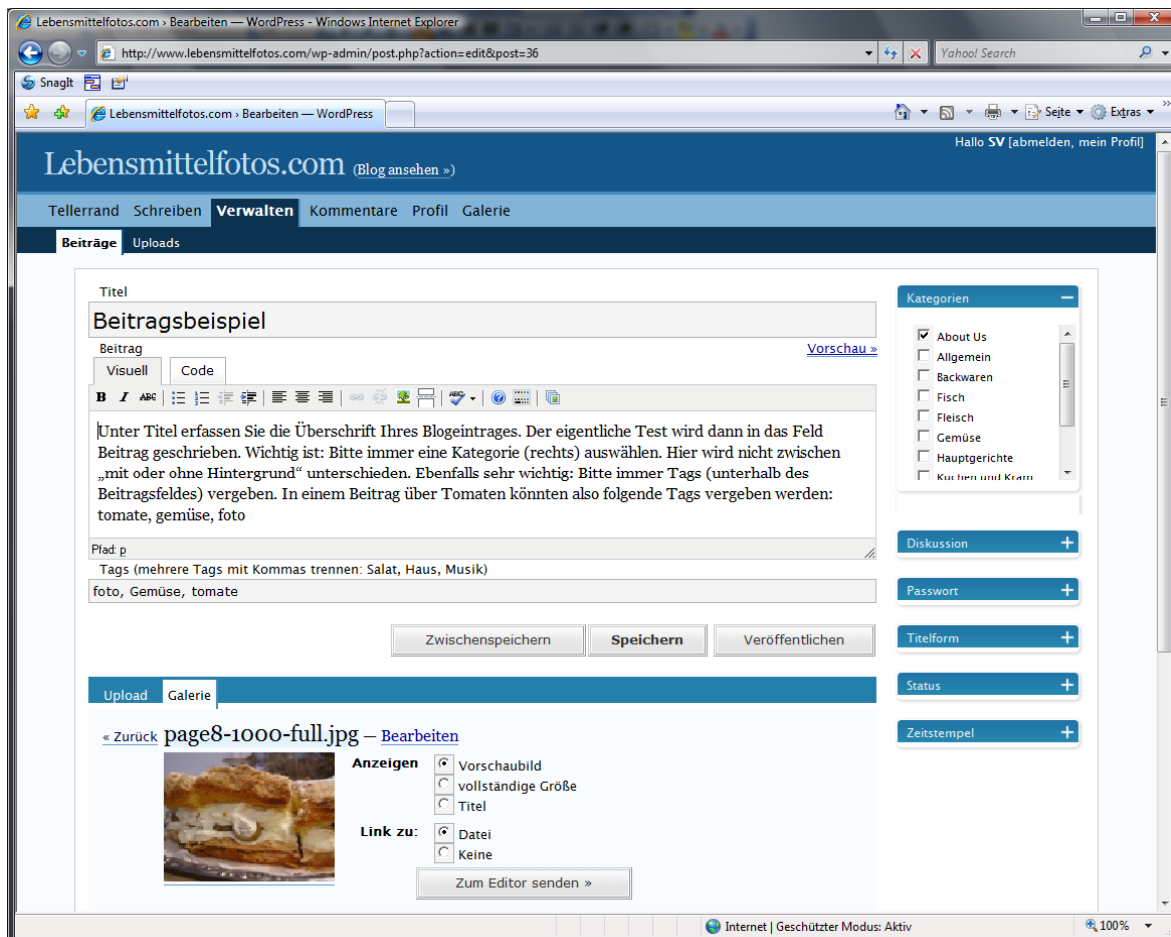 Lebensmittelfotos.com › Bearbeiten — WordPress - Windows Internet Explorer
http://www.lebensmittelfotos.com/wp-admin/post.php?action=edit&post=36
Yahoo! Search
SnagIt
Lebensmittelfotos.com › Bearbeiten — WordPress
Seite
Extras
Hallo SV [abmelden, mein Profil]
Lebensmittelfotos.com (Blog ansehen »)
Tellerrand Schreiben Verwalten Kommentare Profil Galerie
Beiträge Uploads
Titel
Beitragsbeispiel
Beitrag
Vorschau »
Visuell Code
B I ABC
ABC
Unter Titel erfassen Sie die Überschrift Ihres Blogeintrages. Der eigentliche Test wird dann in das Feld
Beitrag geschrieben. Wichtig ist: Bitte immer eine Kategorie (rechts) auswählen. Hier wird nicht zwischen
„mit oder ohne Hintergrund“ unterschieden. Ebenfalls sehr wichtig: Bitte immer Tags (unterhalb des
Beitragsfeldes) vergeben. In einem Beitrag über Tomaten könnten also folgende Tags vergeben werden:
tomate, gemüse, foto
Pfad: p
Tags (mehrere Tags mit Kommas trennen: Salat, Haus, Musik)
foto, Gemüse, tomate
Zwischenspeichern Speichern Veröffentlichen
Kategorien
About Us
Allgemein
Backwaren
Fisch
Fleisch
Gemüse
Hauptgerichte
Kuchen und Kram
Diskussion
Passwort
Titelform
Status
Zeitstempel
Upload Galerie
« Zurück page8-1000-full.jpg — Bearbeiten
Anzeigen
Vorschaubild
vollständige Größe
Titel
Link zu:
Datei
Keine
Zum Editor senden »
Internet | Geschützter Modus: Aktiv
100%